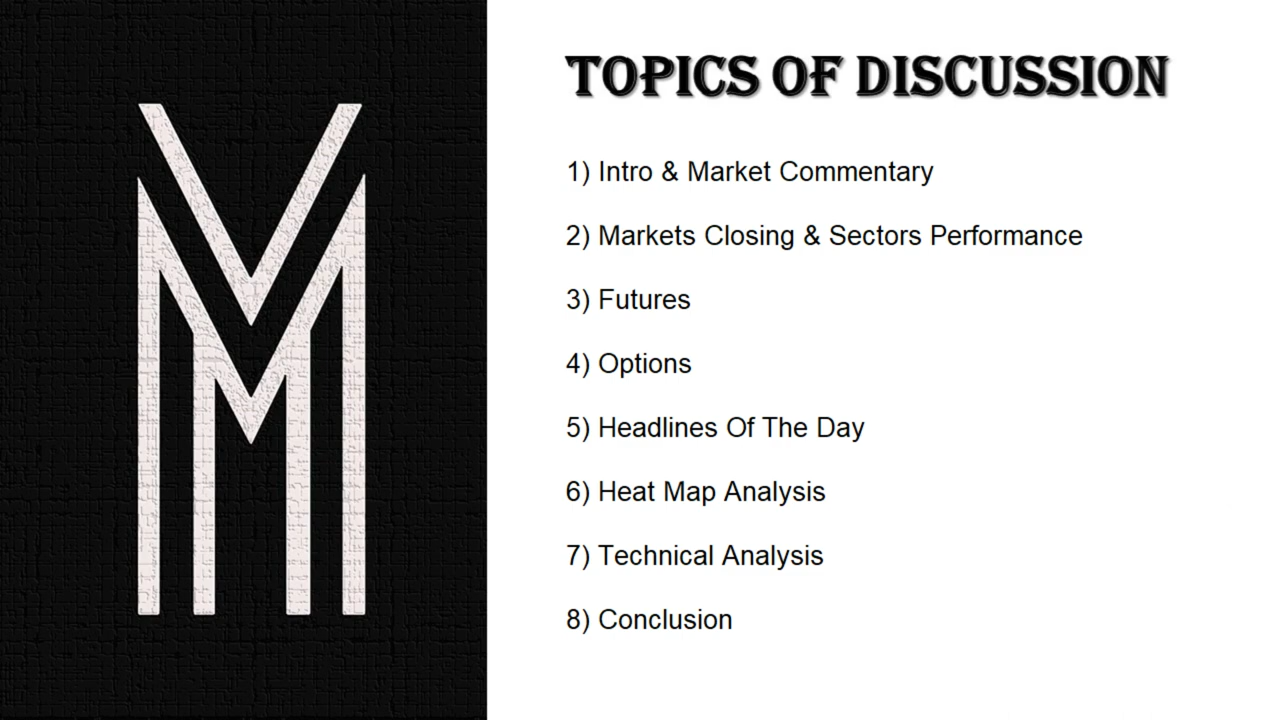 TOPICS OF DISCUSSION
1) Intro & Market Commentary
2) Markets Closing & Sectors Performance
3) Futures
4) Options
5) Headlines Of The Day
6) Heat Map Analysis
7) Technical Analysis
8) Conclusion